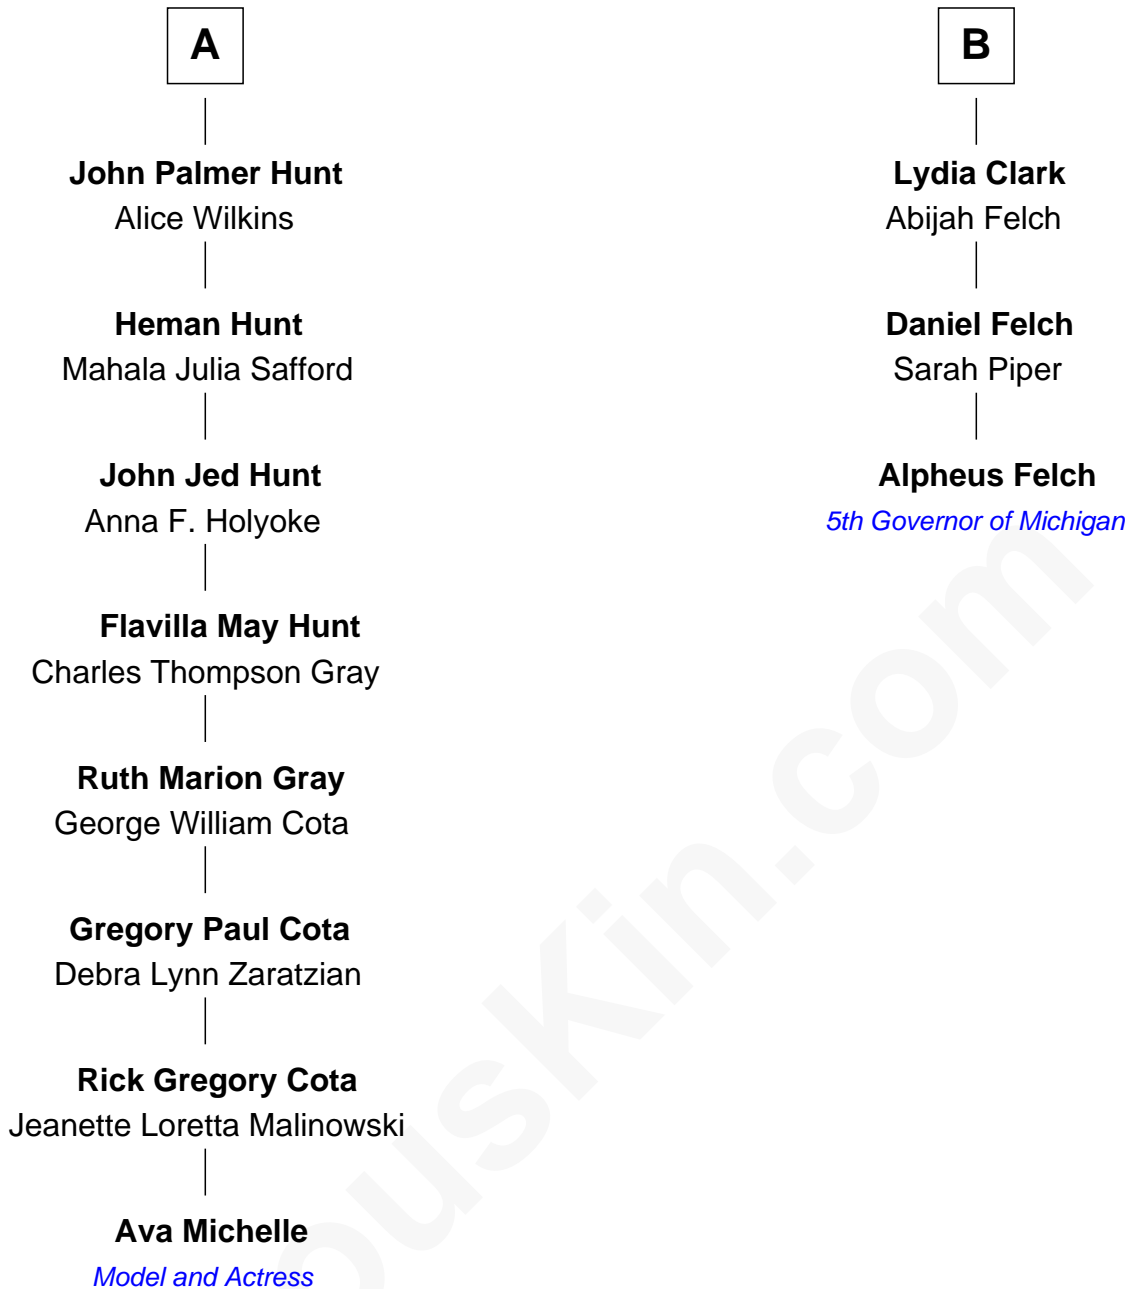 A
John Palmer Hunt
Alice Wilkins
Heman Hunt
Mahala Julia Safford
John Jed Hunt
Anna F. Holyoke
Flavilla May Hunt
Charles Thompson Gray
Ruth Marion Gray
George William Cota
Gregory Paul Cota
Debra Lynn Zaratzian
Rick Gregory Cota
Jeanette Loretta Malinowski
Ava Michelle
Model and Actress
B
Lydia Clark
Abijah Felch
Daniel Felch
Sarah Piper
Alpheus Felch
5th Governor of Michigan
ousKin.com